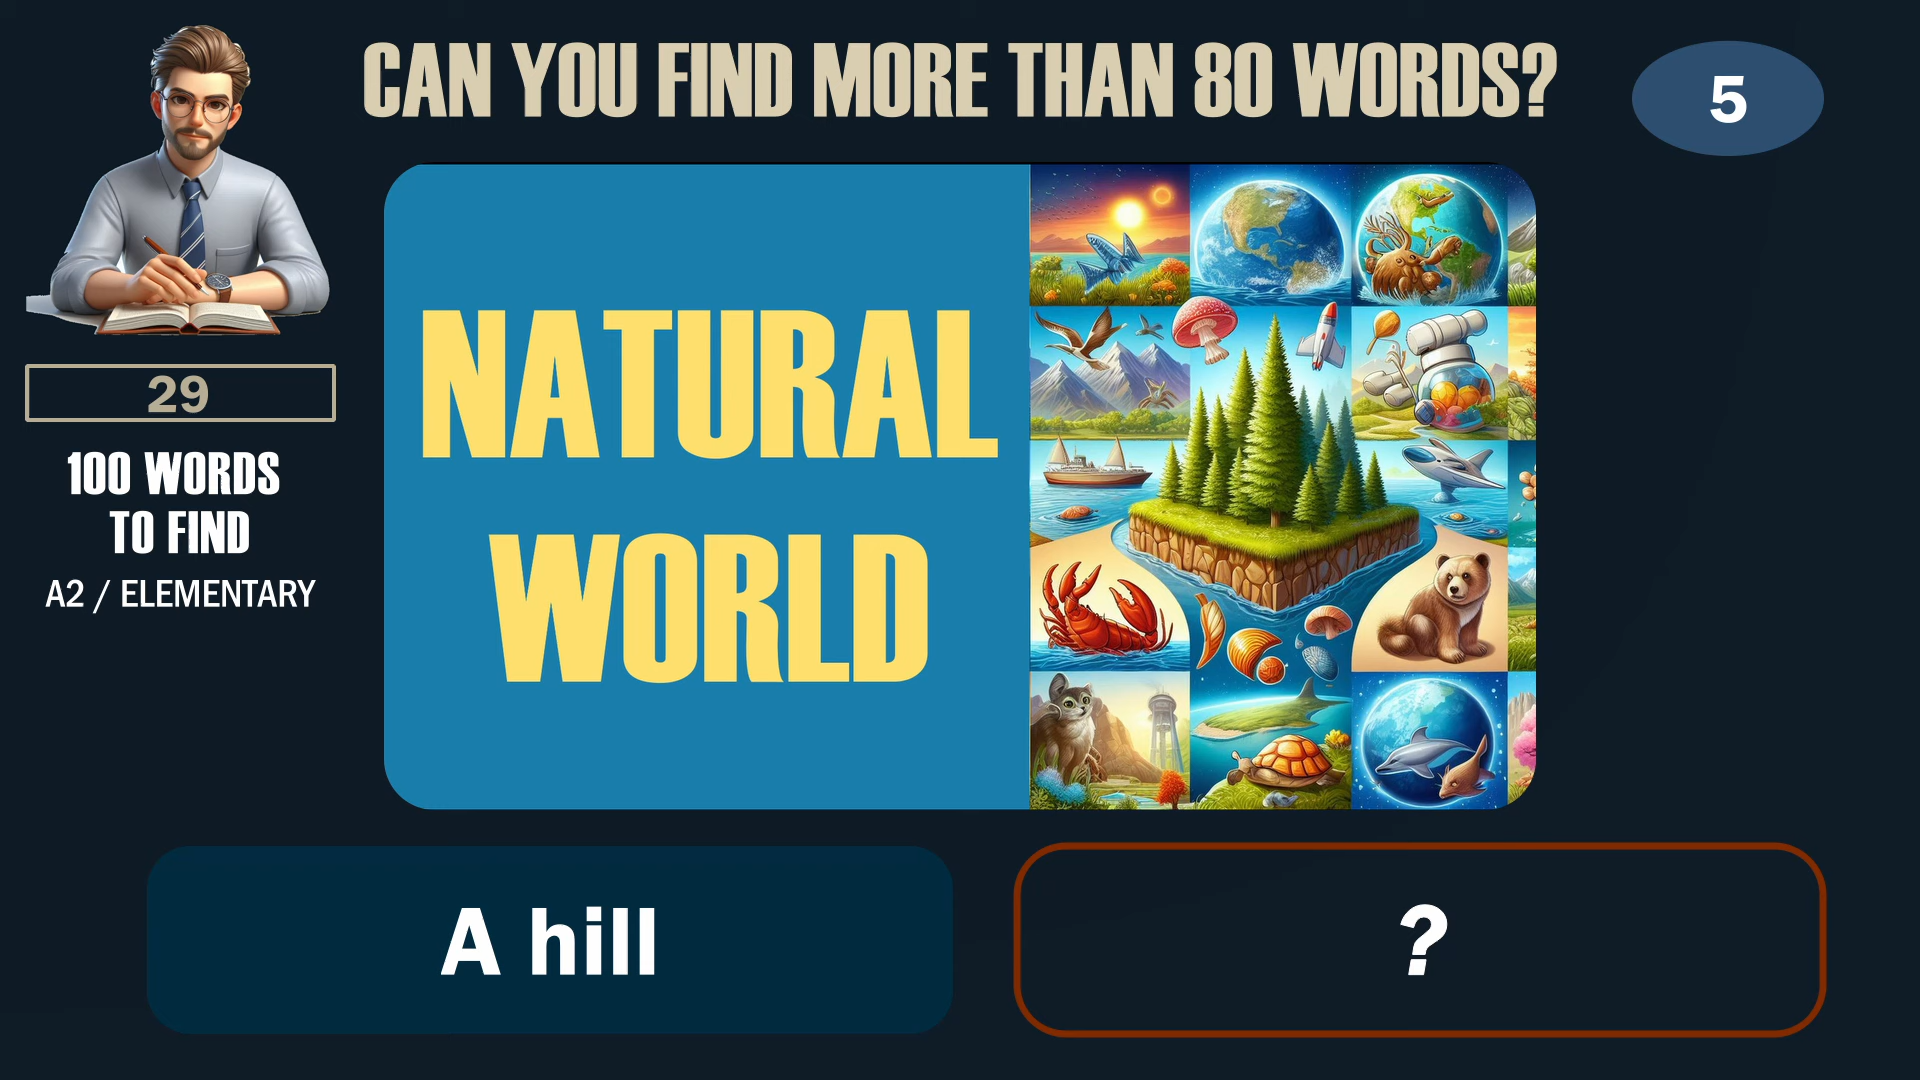 CAN YOU FIND MORE THAN 80 WORDS?
5
29
100 WORDS
TO FIND
A2 / ELEMENTARY
NATURAL
WORLD
A hill
?